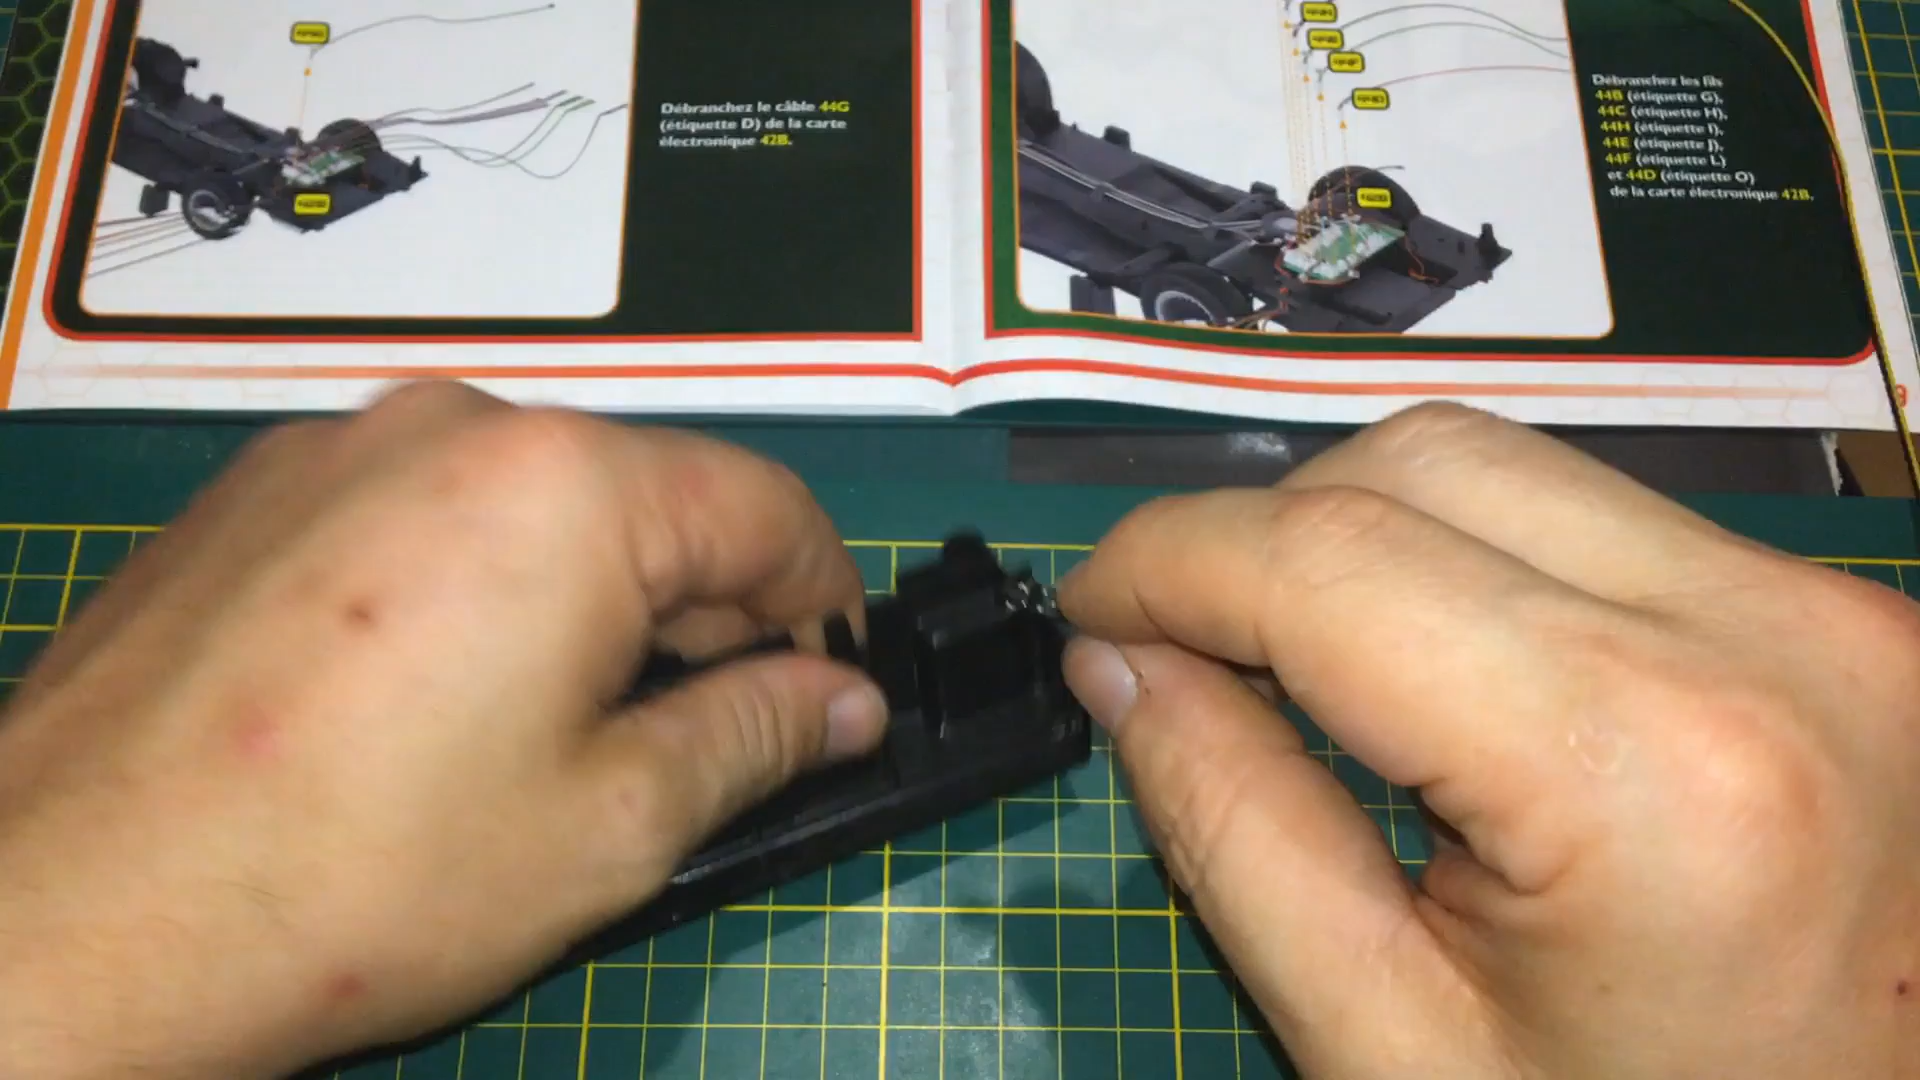 Débranchez le câble 44G
(étiquette D) de la carte
électronique 42B.
Débranchez les fils
44B (étiquette G),
44C (étiquette H),
44H (étiquette I),
44E (étiquette J),
44F (étiquette L)
et 44D (étiquette O)
de la carte électronique 42B.